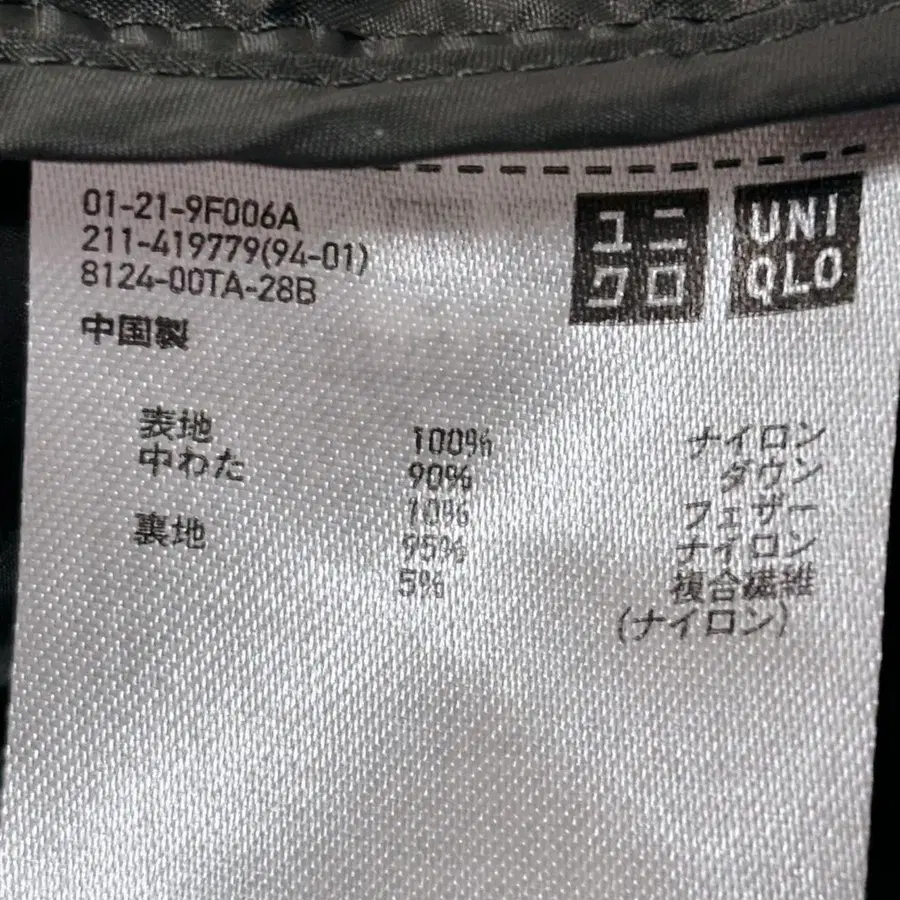 01-21-9F006A
211-419779(94-01)
8124-00TA-28B
中国製
ユニ
クロ
UNI
QLO
表地 100% ナイロン
中わた 90% ダウン
10% フェザー
裏地 95% ナイロン
5% 複合繊維
(ナイロン)